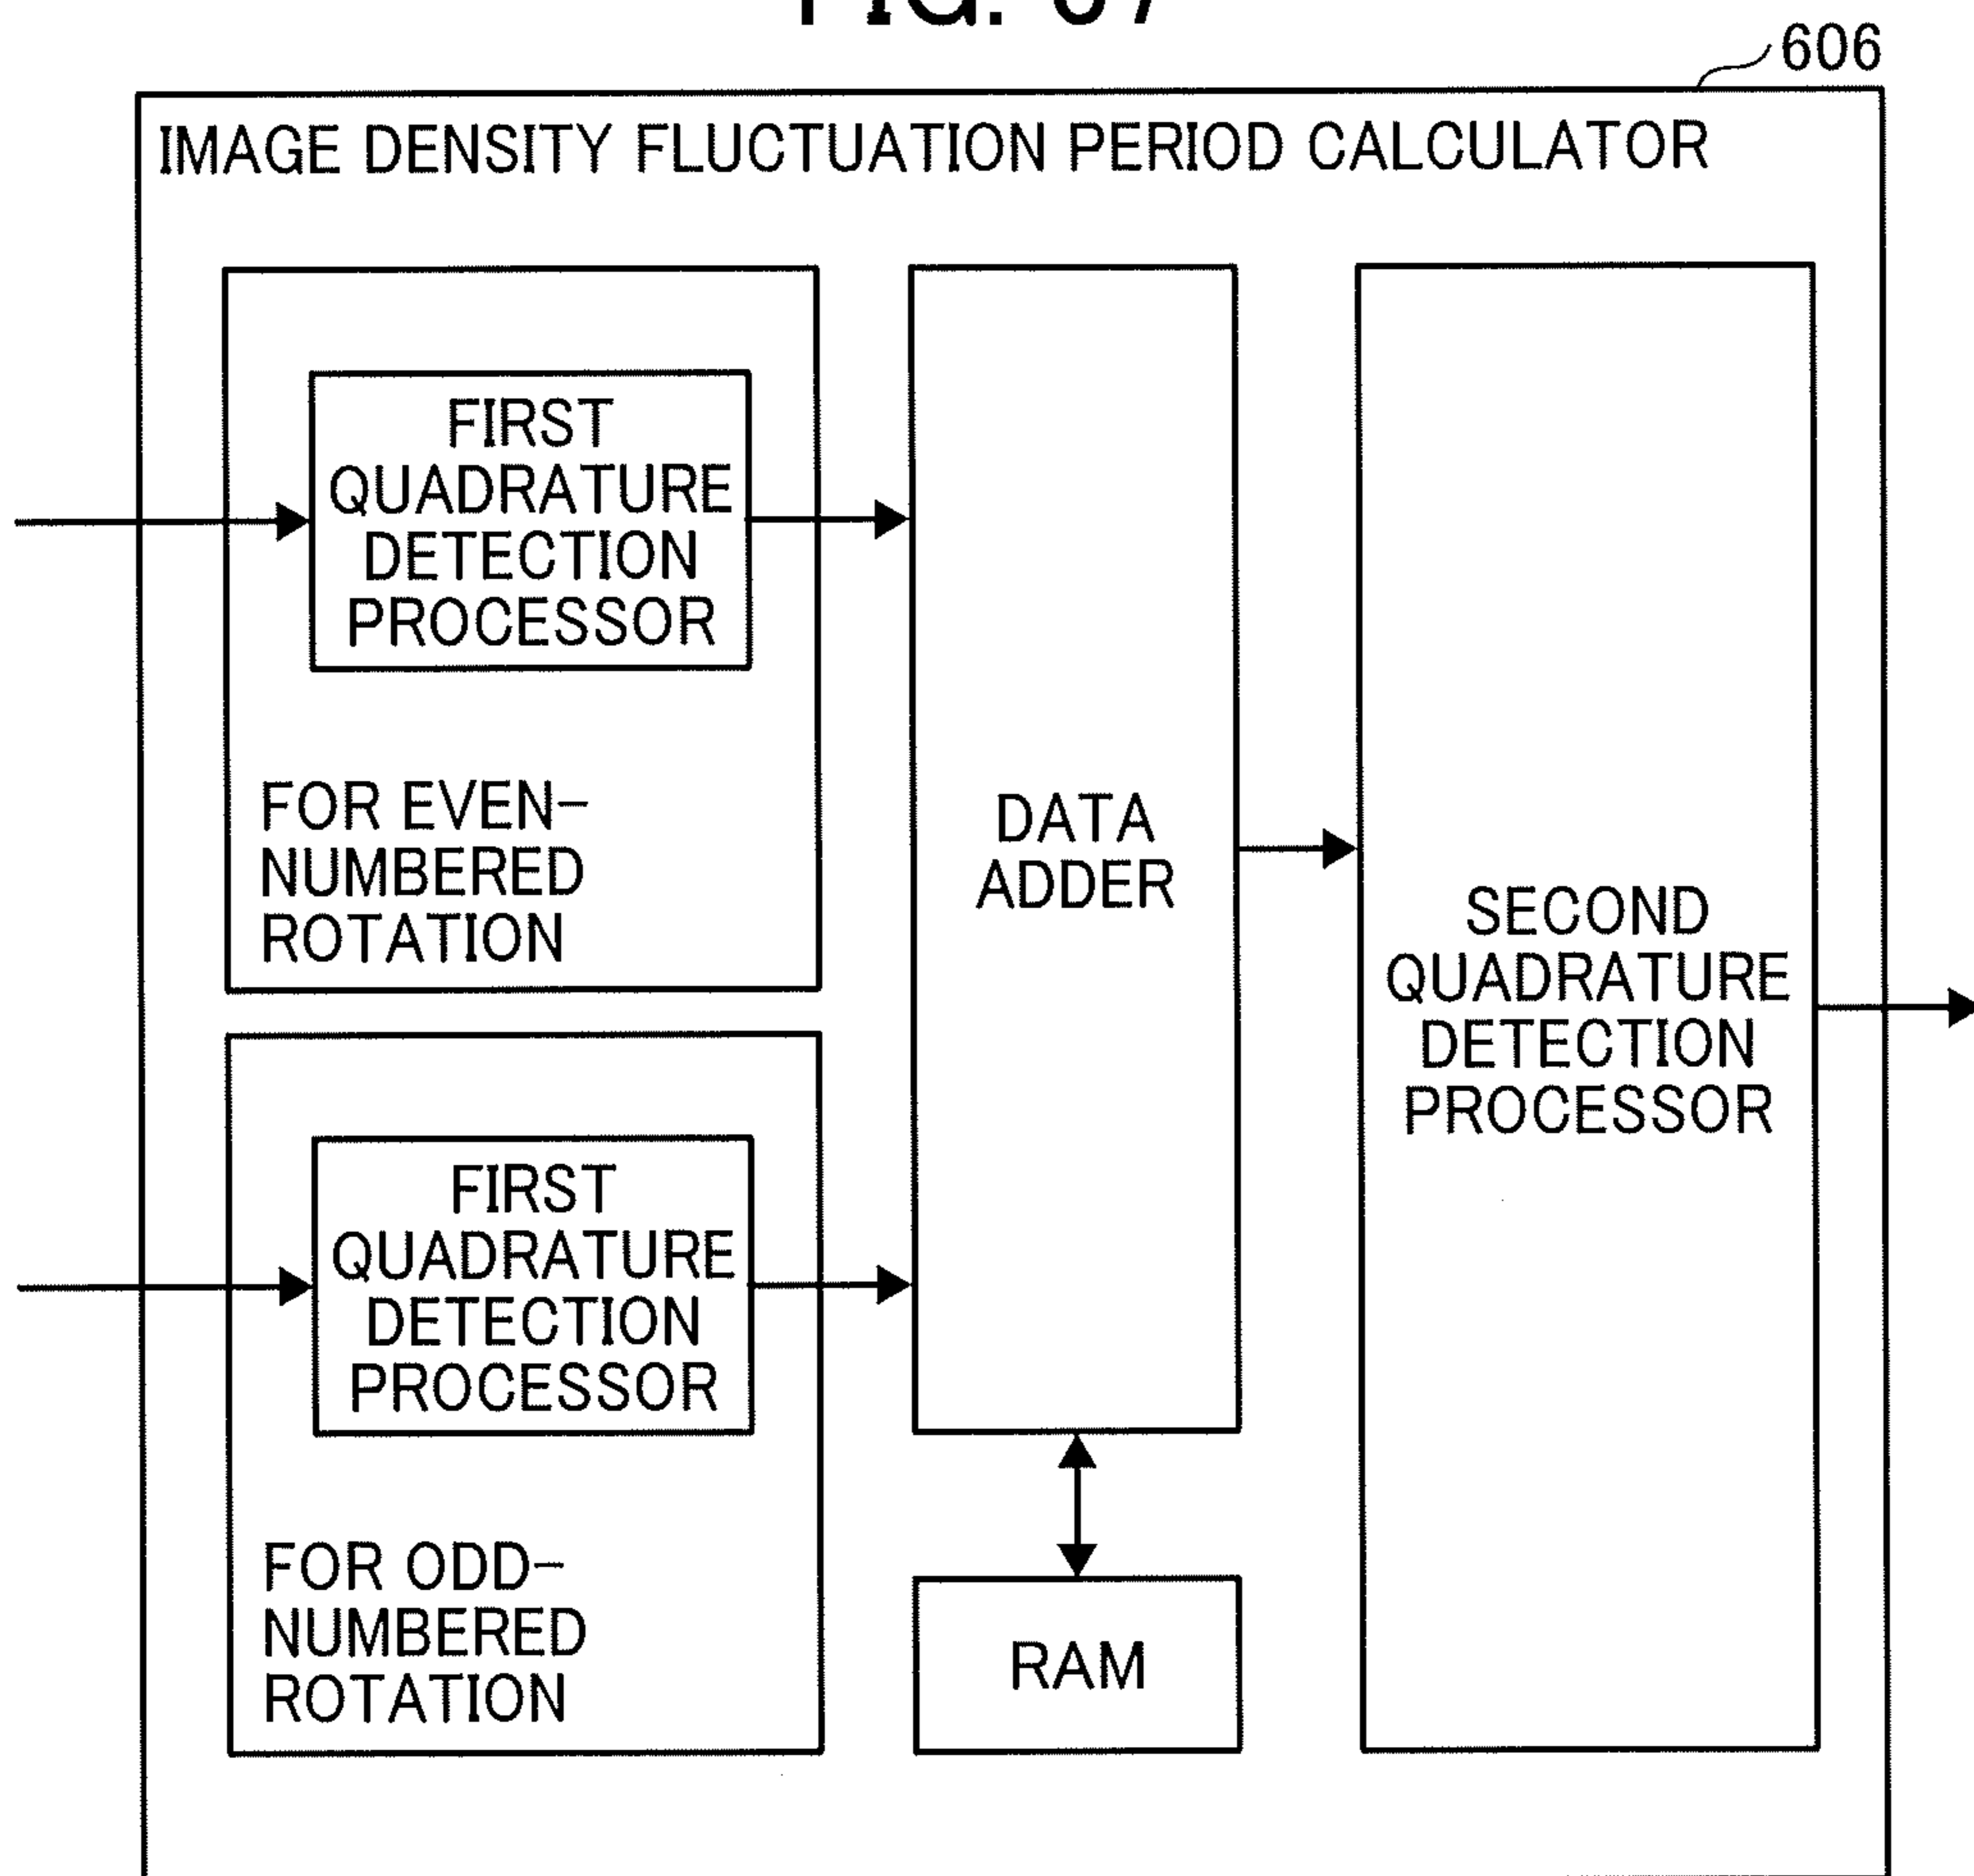 FIG.
606
IMAGE DENSITY FLUCTUATION PERIOD CALCULATOR
FIRST
QUADRATURE
DETECTION
PROCESSOR
FOR EVEN-
NUMBERED
ROTATION
FIRST
QUADRATURE
DETECTION
PROCESSOR
FOR ODD-
NUMBERED
ROTATION
DATA
ADDER
RAM
SECOND
QUADRATURE
DETECTION
PROCESSOR